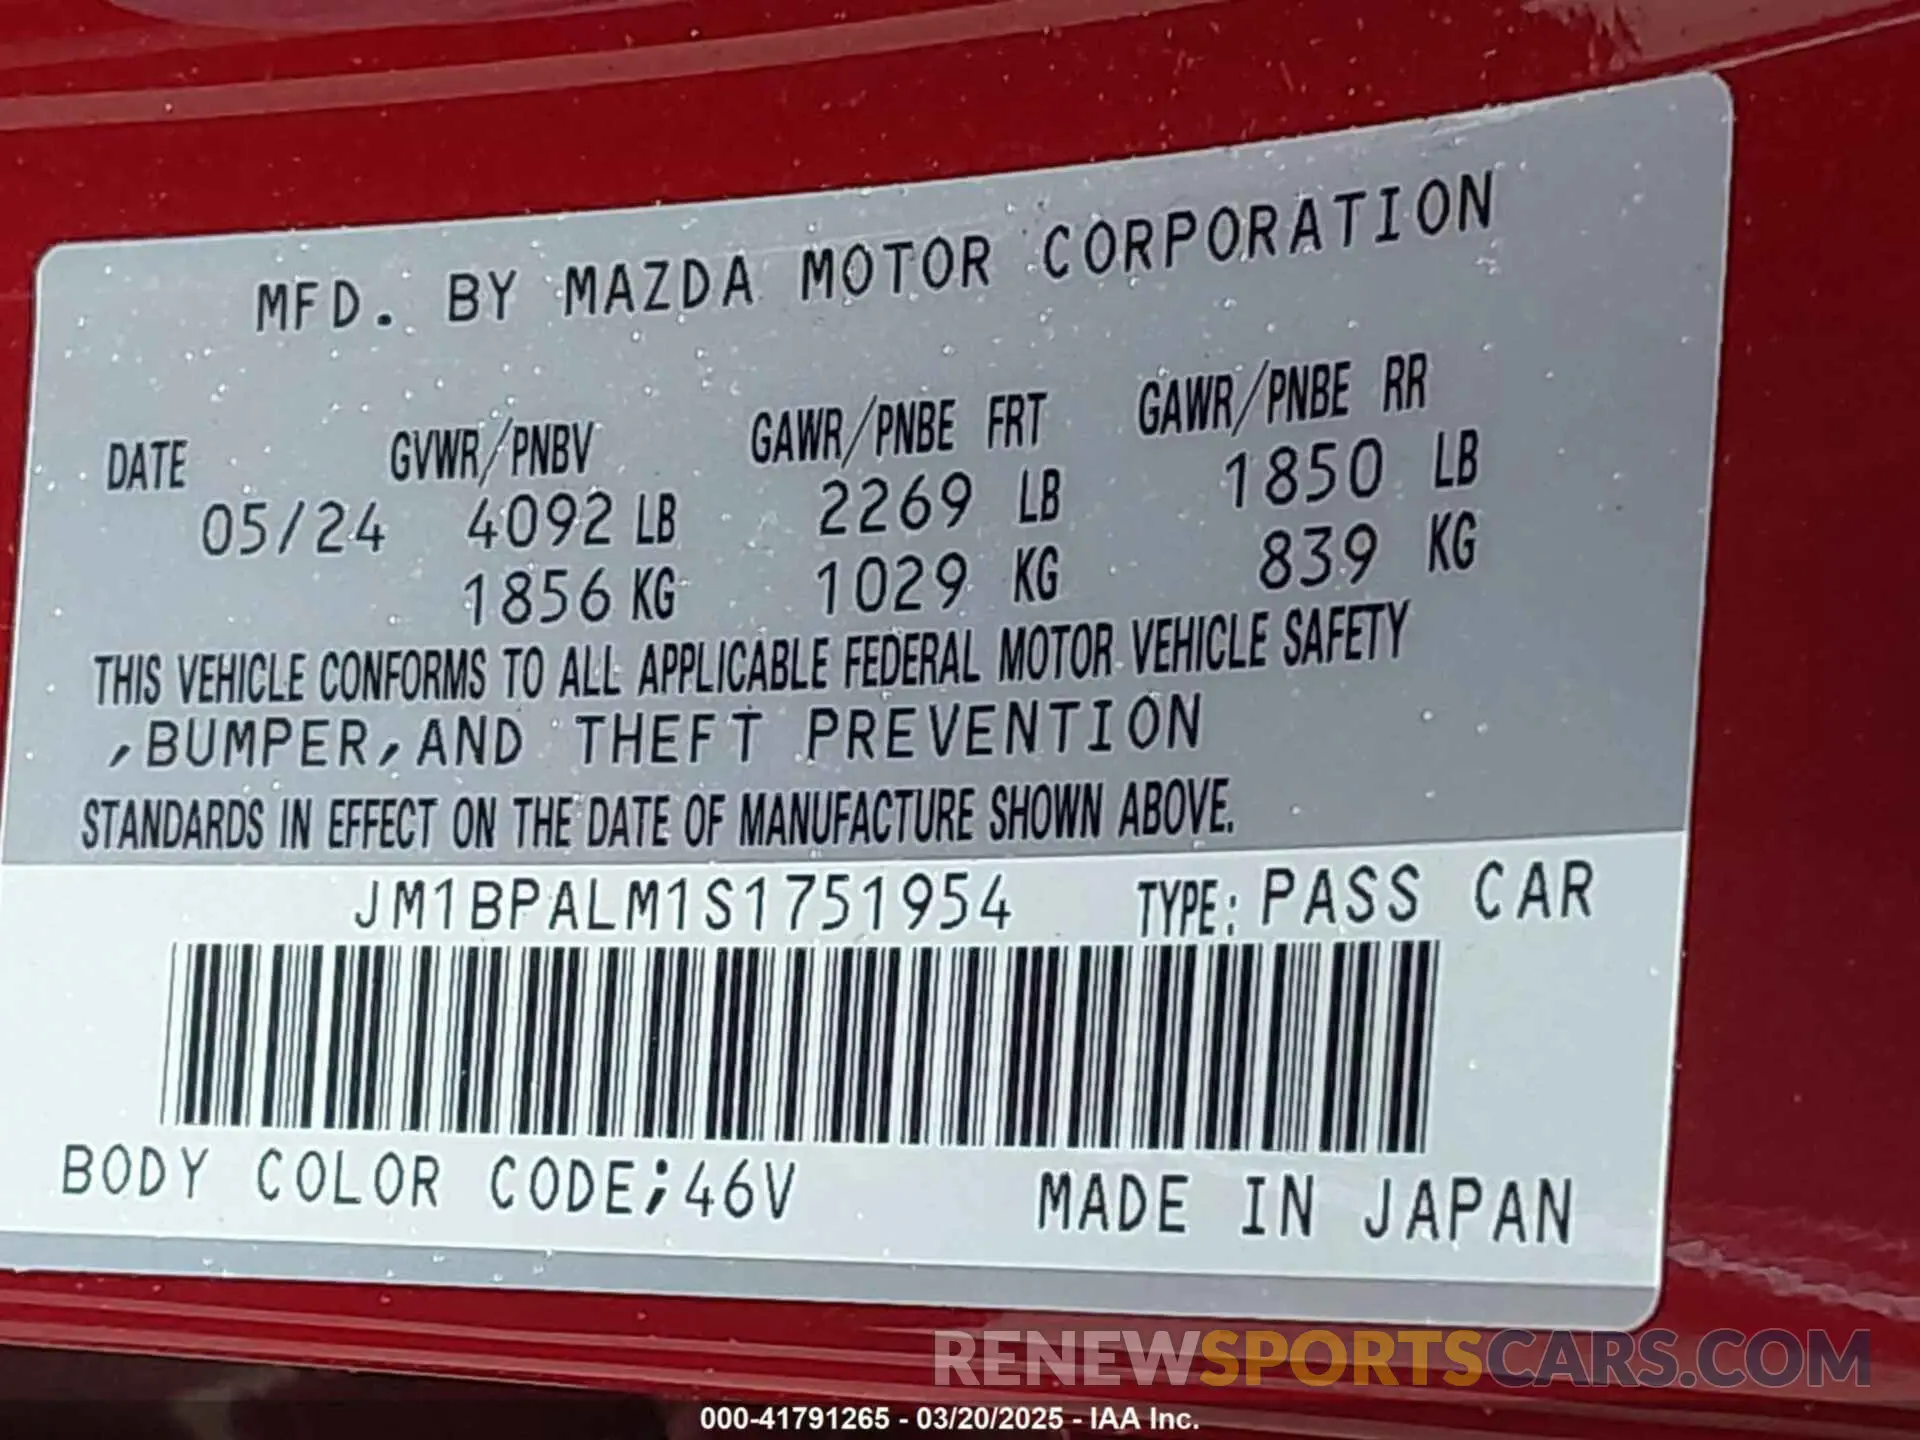 MFD. BY MAZDA MOTOR CORPORATION
DATE GVWR/PNBV GAWR/PNBE FRT GAWR/PNBE RR
05/24 4092 LB 2269 LB 1850 LB
1856 KG 1029 KG 839 KG
THIS VEHICLE CONFORMS TO ALL APPLICABLE FEDERAL MOTOR VEHICLE SAFETY
,BUMPER,AND THEFT PREVENTION
STANDARDS IN EFFECT ON THE DATE OF MANUFACTURE SHOWN ABOVE.
JM1BPALM1S1751954 TYPE: PASS CAR
BODY COLOR CODE;46V MADE IN JAPAN
RENEWSPORTSCARS.COM
000-41791265 - 03/20/2025 - IAA Inc.